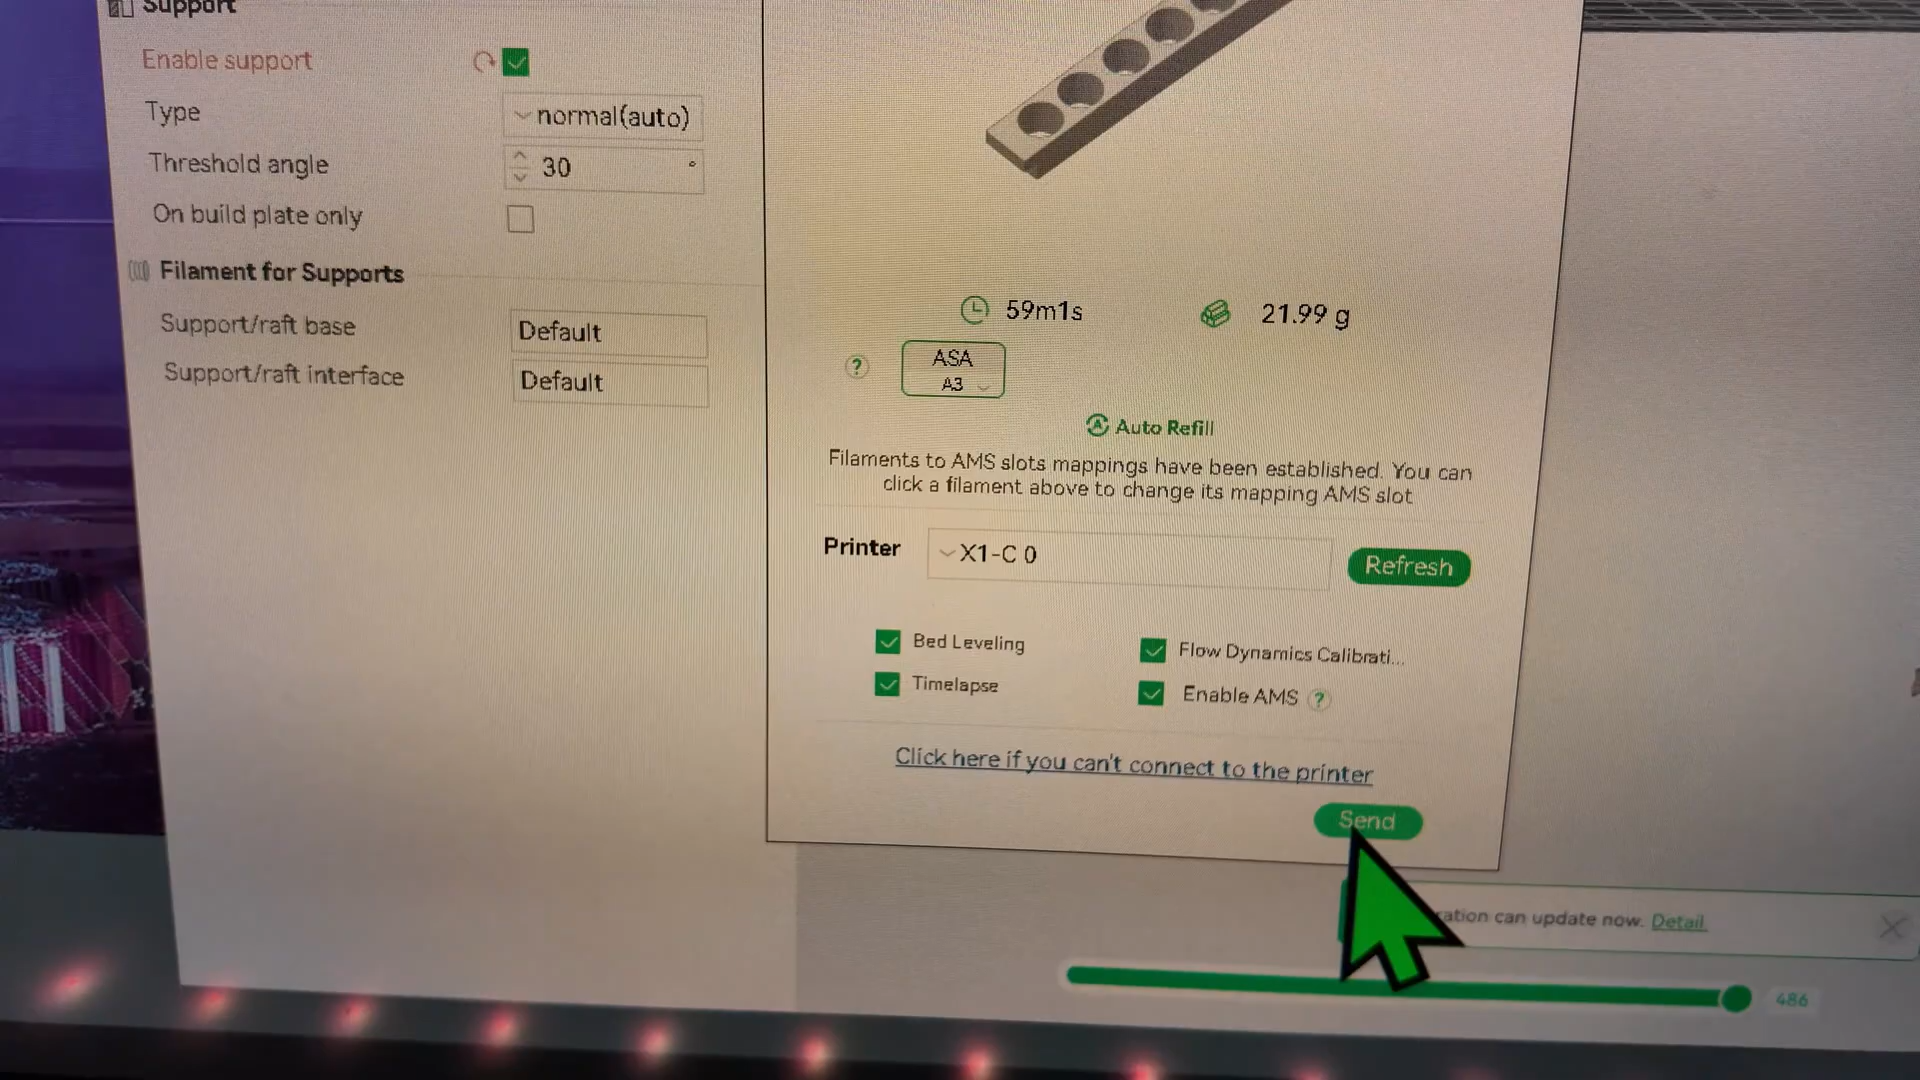 Support
Enable support
Type
normal(auto)
Threshold angle
30 °
On build plate only
Filament for Supports
Support/raft base
Default
Support/raft interface
Default
59m1s
21.99 g
?
ASA
A3
Auto Refill
Filaments to AMS slots mappings have been established. You can
click a filament above to change its mapping AMS slot
Printer
X1-C 0
Refresh
Bed Leveling
Flow Dynamics Calibrati...
Timelapse
Enable AMS ?
Click here if you can't connect to the printer
Send
ration can update now. Detail.
486